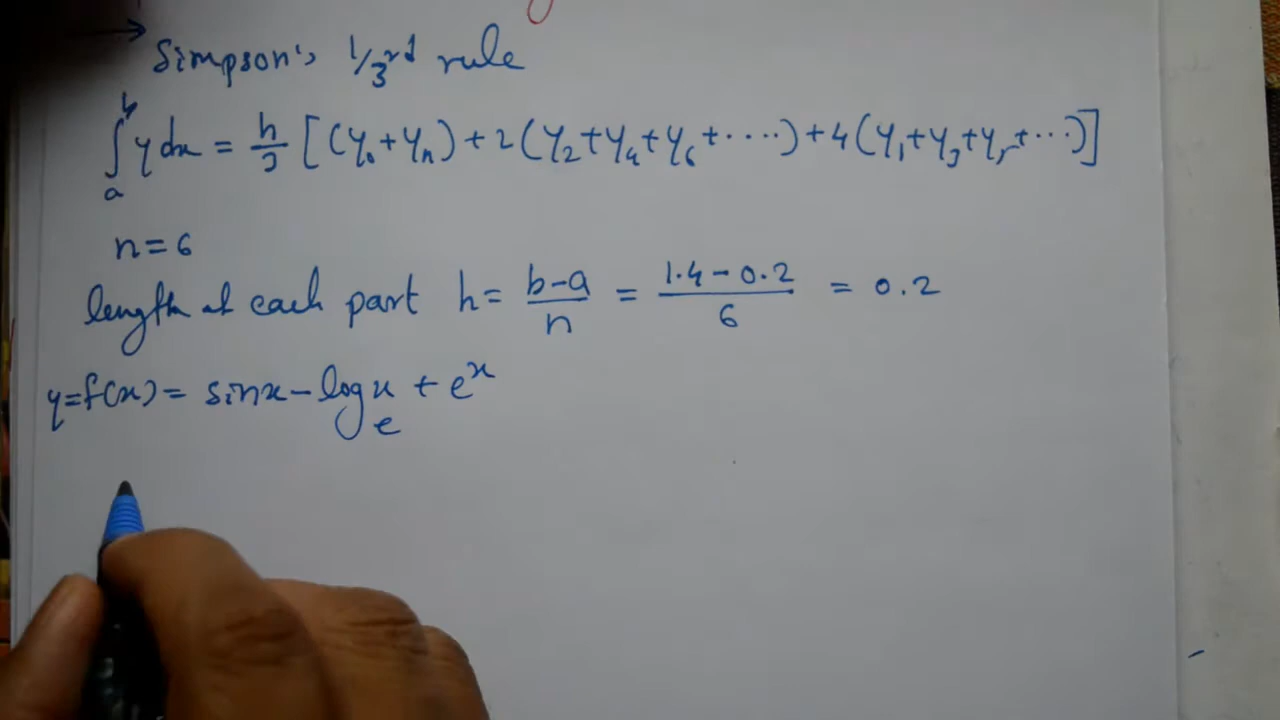 → Simpson's 1/3rd rule
∫ₐᵇ y dx = h/3 [(y₀+yₙ)+2(y₂+y₄+y₆+.....)+4(y₁+y₃+y₅+...)]
n=6
length of each part h = b-a/n = 1.4-0.2/6 = 0.2
y=f(x)= sinx-logₑx + eˣ